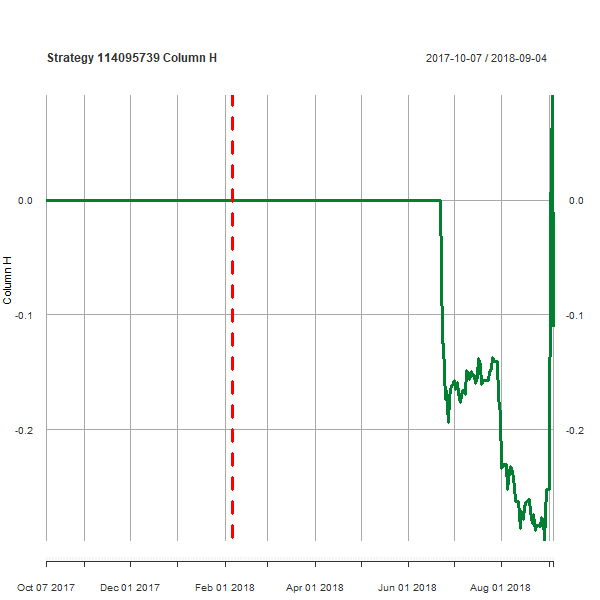 Strategy 114095739 Column H
2017-10-07 / 2018-09-04
0.0 0.0
-0.1 -0.1
-0.2 -0.2
Column H
Oct 07 2017 Dec 01 2017 Feb 01 2018 Apr 01 2018 Jun 01 2018 Aug 01 2018